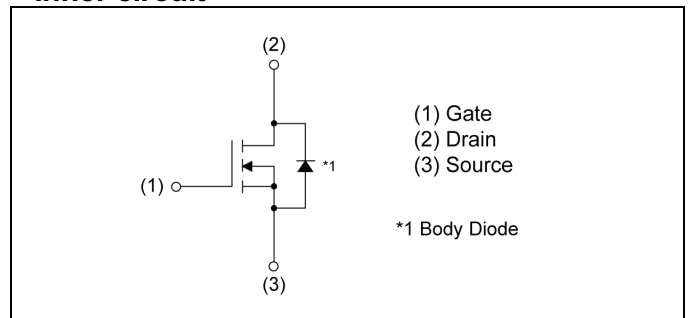 (2)
(1) Gate
(2) Drain
(3) Source
*1
(1)
*1 Body Diode
(3)